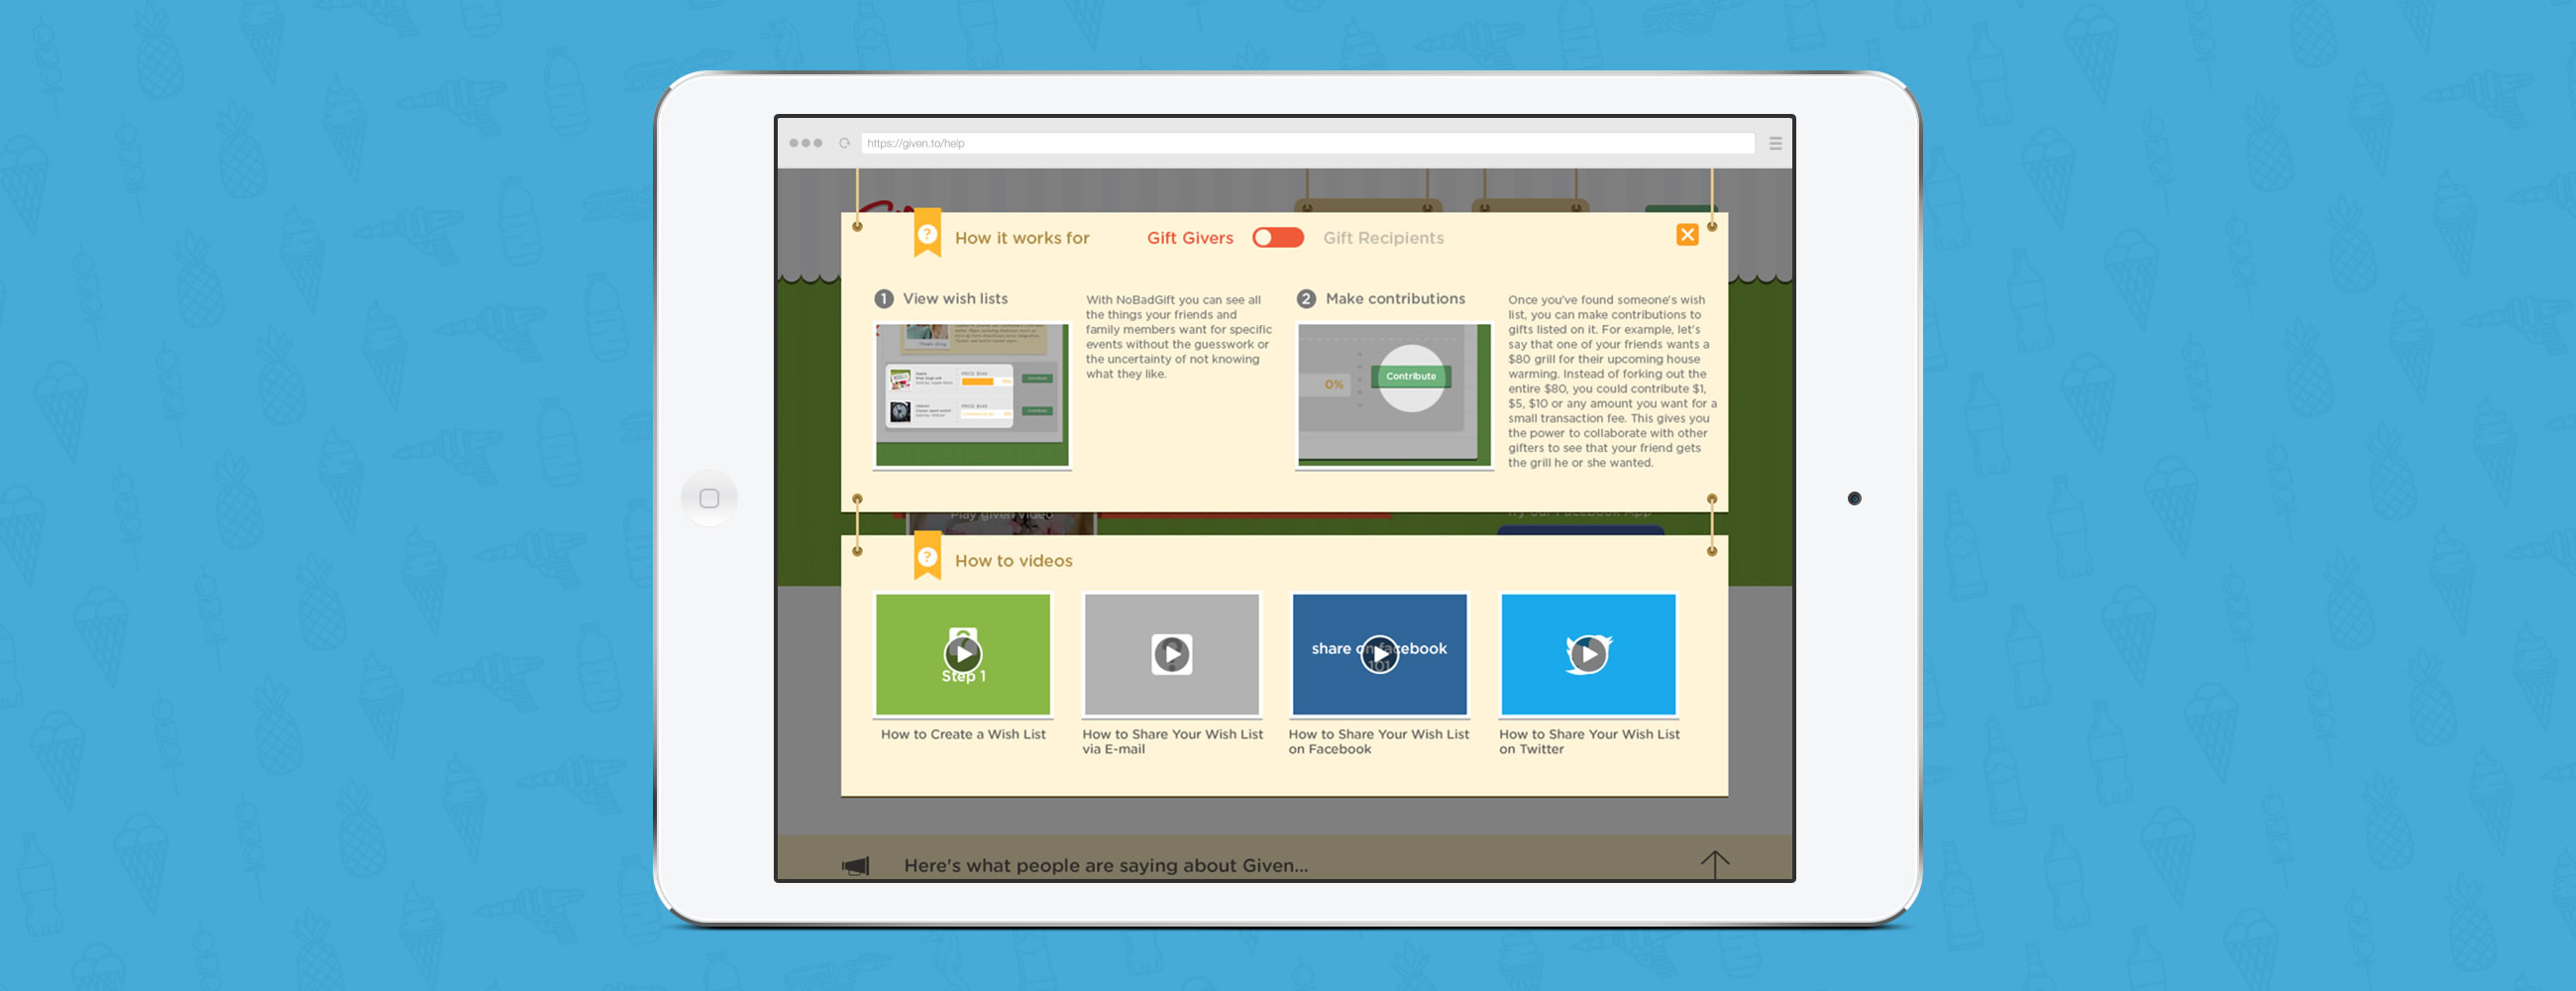 https://given.to/help
How it works for
Gift Givers
Gift Recipients
1 View wish lists
With NoBadGift you can see all
the things your friends and
family members want for specific
events without the guesswork or
the uncertainty of not knowing
what they like.
2 Make contributions
0%
Contribute
Once you've found someone's wish
list, you can make contributions to
gifts listed on it. For example, let's
say that one of your friends wants a
$80 grill for their upcoming house
warming. Instead of forking out the
entire $80, you could contribute $1,
$5, $10 or any amount you want for a
small transaction fee. This gives you
the power to collaborate with other
gifters to see that your friend gets
the grill he or she wanted.
Play given video
Try our Facebook App
How to videos
Step 1
share on facebook
101
How to Create a Wish List
How to Share Your Wish List
via E-mail
How to Share Your Wish List
on Facebook
How to Share Your Wish List
on Twitter
Here's what people are saying about Given...